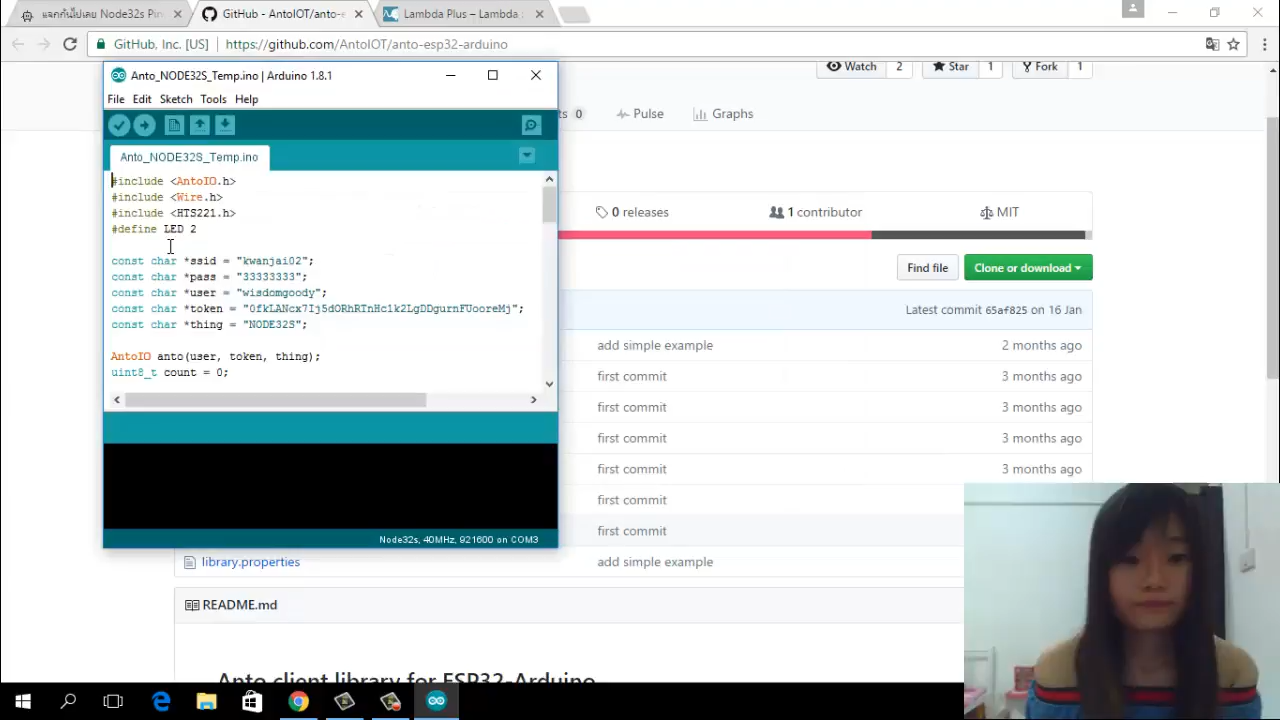 แจกกันไปเลย Node32s Pin
GitHub - AntoIOT/anto-e
Lambda Plus – Lambda
GitHub, Inc. [US]
https://github.com/AntoIOT/anto-esp32-arduino
Watch 2
Star 1
Fork 1
Anto_NODE32S_Temp.ino | Arduino 1.8.1
File Edit Sketch Tools Help
0
Pulse
Graphs
Anto_NODE32S_Temp.ino
#include <AntoIO.h>
#include <Wire.h>
#include <HTS221.h>
#define LED 2
const char *ssid = "kwanjai02";
const char *pass = "33333333";
const char *user = "wisdomgoody";
const char *token = "0fkLANcx7Ij5dORhRTnHc1k2LgDDgurnFUooreMj";
const char *thing = "NODE32S";
AntoIO anto(user, token, thing);
uint8_t count = 0;
Node32s, 40MHz, 921600 on COM3
0 releases
1 contributor
MIT
Find file
Clone or download
Latest commit 65af825 on 16 Jan
add simple example 2 months ago
first commit 3 months ago
first commit 3 months ago
first commit 3 months ago
first commit 3 months ago
first commit
first commit
library.properties add simple example
README.md
Anto client library for ESP32-Arduino